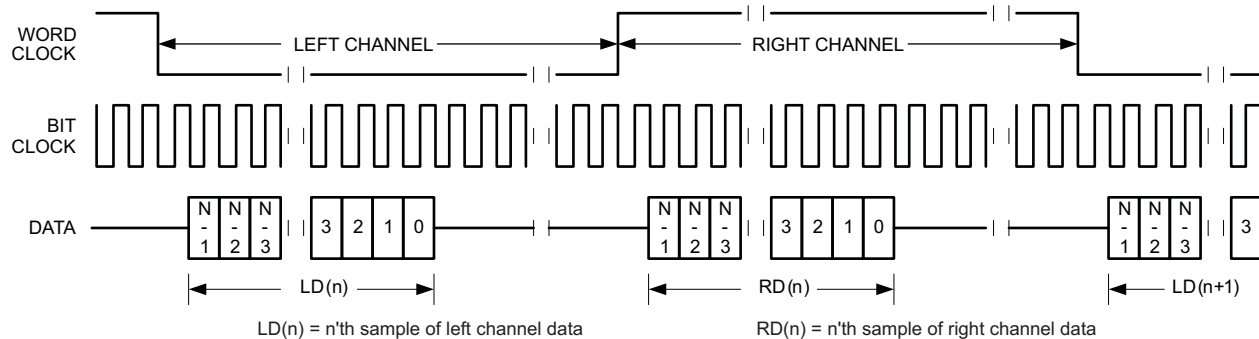 WORD
CLOCK
LEFT CHANNEL
RIGHT CHANNEL
BIT
CLOCK
DATA
N-1 N-2 N-3 3 2 1 0
N-1 N-2 N-3 3 2 1 0
N-1 N-2 N-3 3
LD(n)
RD(n)
LD(n+1)
LD(n) = n'th sample of left channel data
RD(n) = n'th sample of right channel data